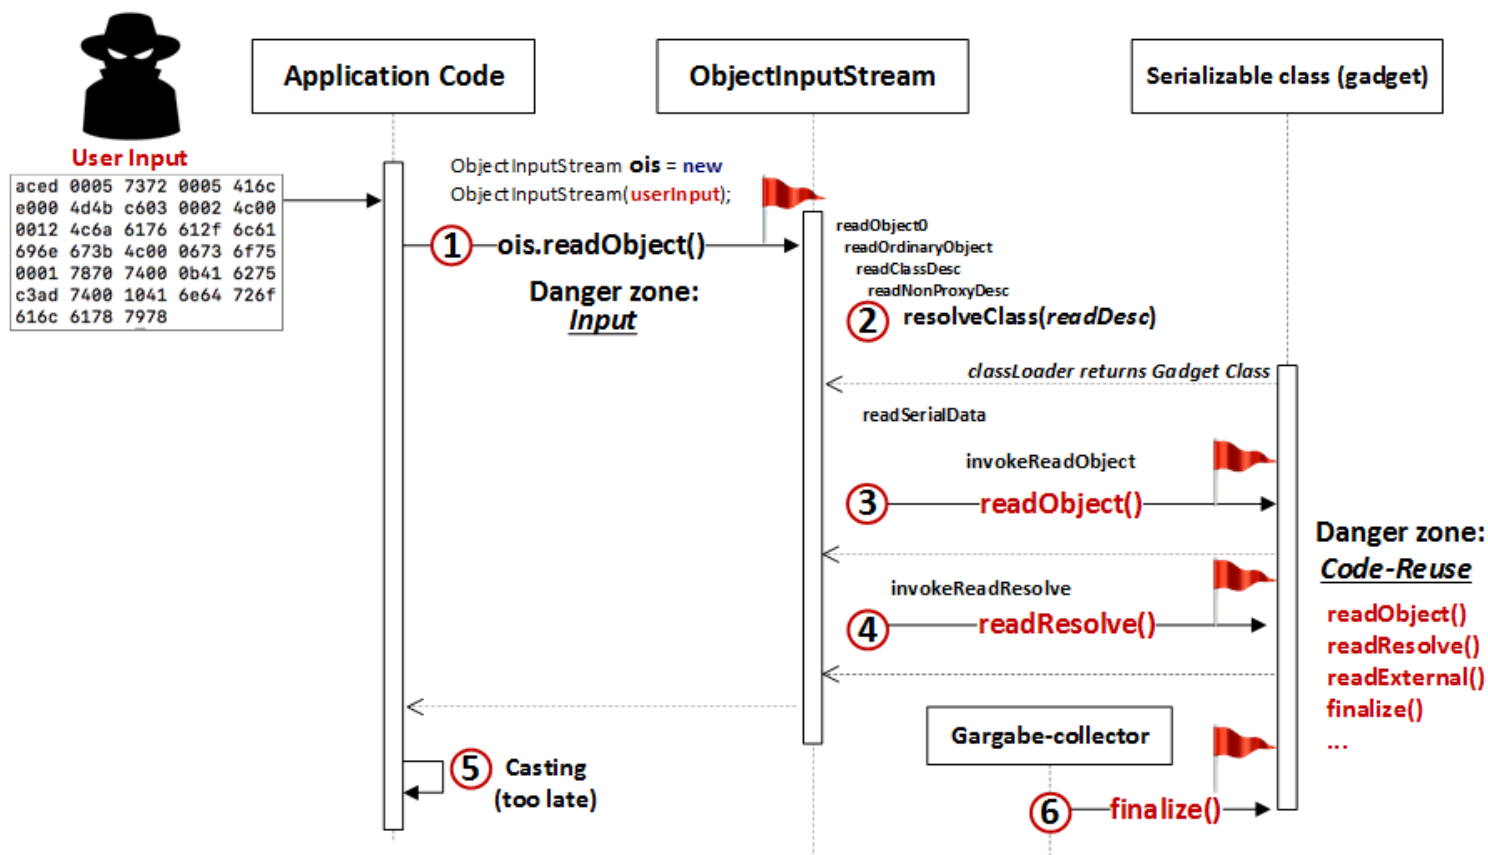 Application Code
ObjectInputStream
Serializable class (gadget)
User Input
aced 0005 7372 0005 416c
e000 4d4b c603 0002 4c00
0012 4c6a 6176 612f 6c61
696e 673b 4c00 0673 6f75
0001 7870 7400 0b41 6275
c3ad 7400 1041 6e64 726f
616c 6178 7978
ObjectInputStream ois = new
ObjectInputStream(userInput);
1 ois.readObject()
Danger zone:
Input
readObject0
readOrdinaryObject
readClassDesc
readNonProxyDesc
2 resolveClass(readDesc)
classLoader returns Gadget Class
readSerialData
invokeReadObject
3 readObject()
invokeReadResolve
4 readResolve()
Danger zone:
Code-Reuse
readObject()
readResolve()
readExternal()
finalize()
...
Gargabe-collector
5 Casting
(too late)
6 finalize()